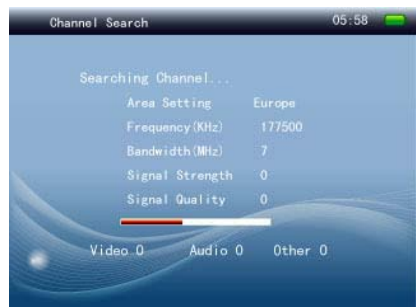 Channel Search 05:58
Searching Channel...
Area Setting Europe
Frequency(KHz) 177500
Bandwidth(MHz) 7
Signal Strength 0
Signal Quality 0
Video 0 Audio 0 Other 0